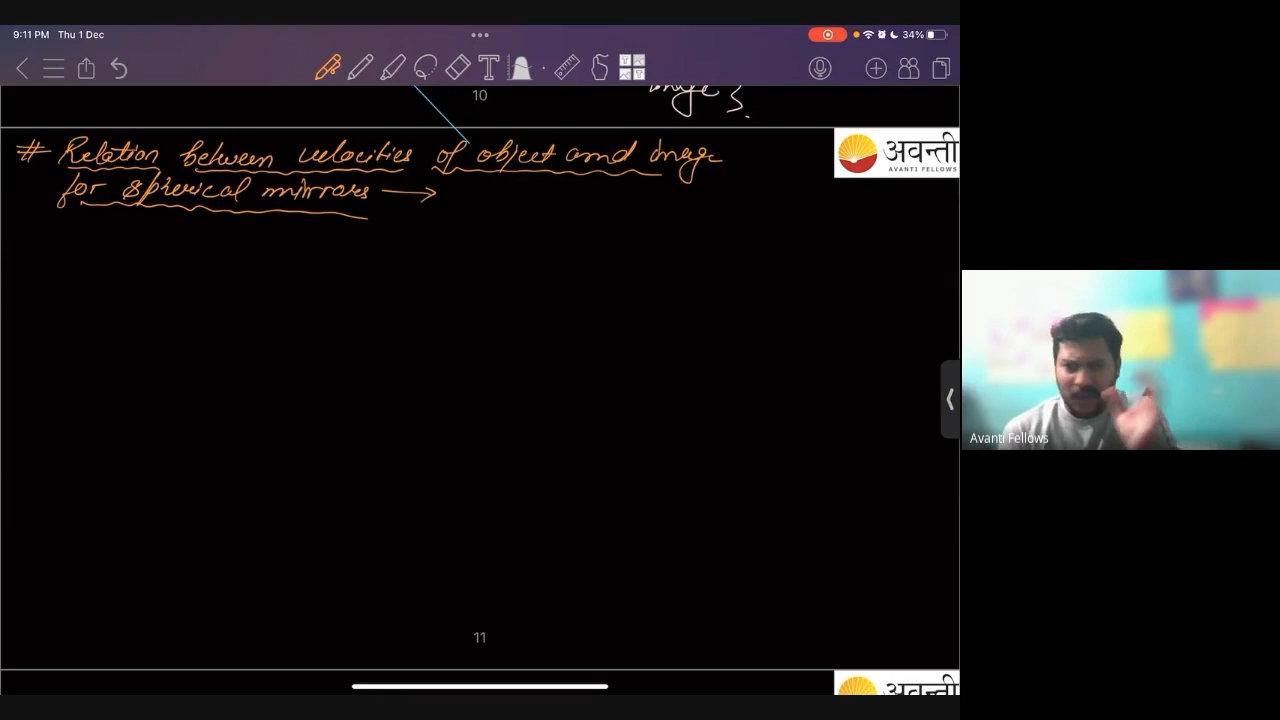 9:11 PM Thu 1 Dec
34%
10
image }.
# Relation between velocities of object and image
for spherical mirrors →
अवन्ती
AVANTI FELLOWS
Avanti Fellows
11